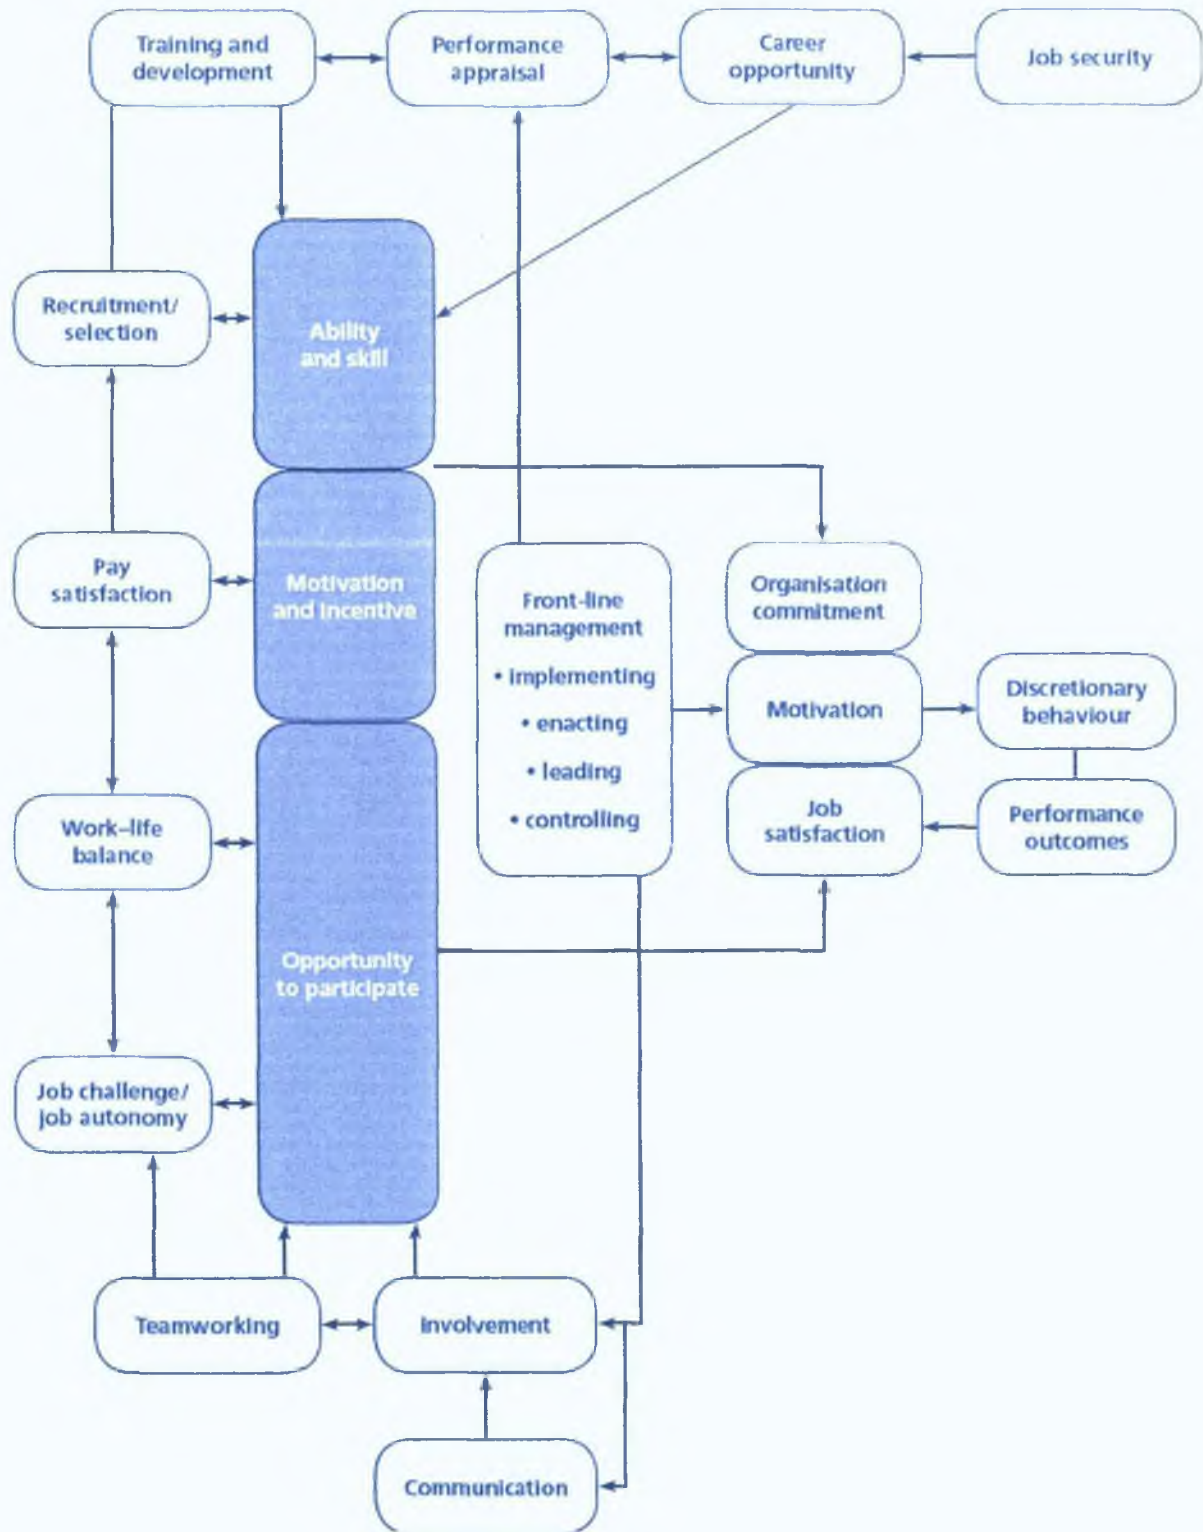 Training and
development
Performance
appraisal
Career
opportunity
Job security
Recruitment/
selection
Ability
and skill
Pay
satisfaction
Motivation
and incentive
Front-line
management
• implementing
• enacting
• leading
• controlling
Organisation
commitment
Motivation
Discretionary
behaviour
Job
satisfaction
Performance
outcomes
Work–life
balance
Opportunity
to participate
Job challenge/
job autonomy
Teamworking
Involvement
Communication